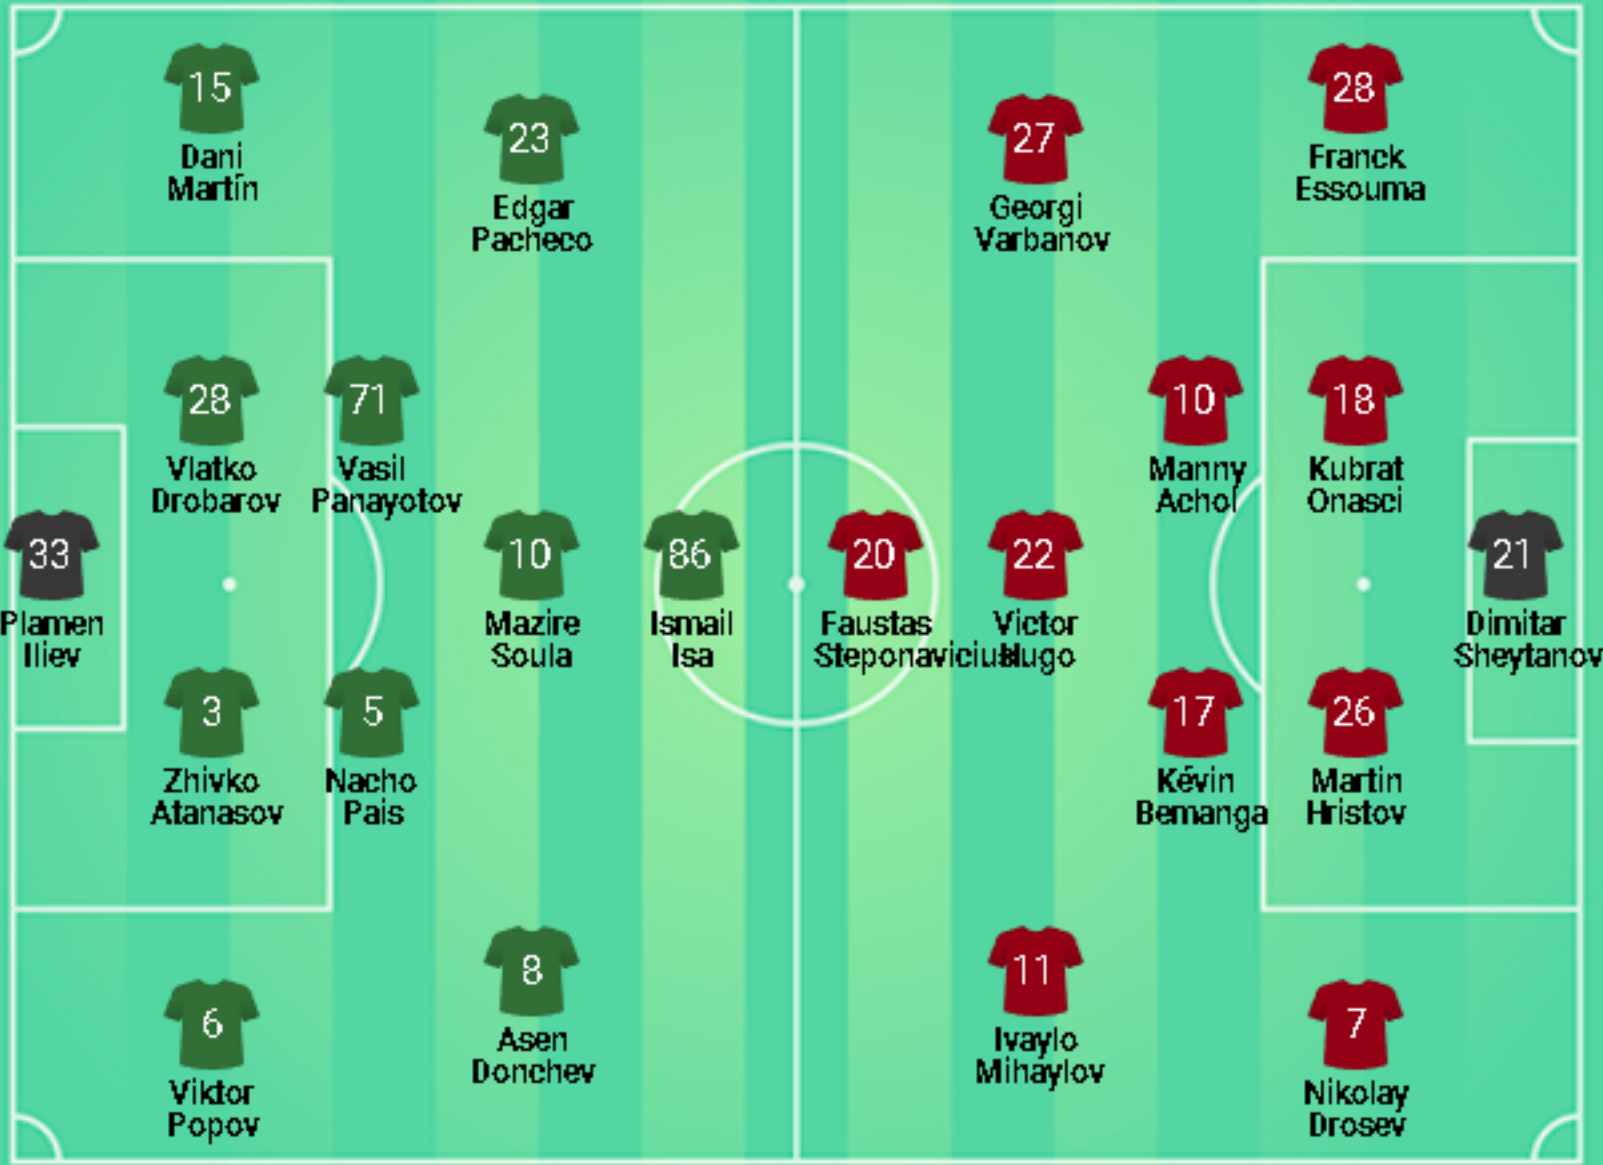 15
Dani
Martín
23
Edgar
Pacheco
27
Georgi
Varbanov
28
Franck
Essouma
28
Vlatko
Drobarov
71
Vasil
Panayotov
10
Manny
Achol
18
Kubrat
Onasci
33
Plamen
Iliev
10
Mazire
Soula
86
Ismail
Isa
20
Faustas
Steponavicius
22
Victor
Hugo
21
Dimitar
Sheytanov
3
Zhivko
Atanasov
5
Nacho
Pais
17
Kévin
Bemanga
26
Martin
Hristov
6
Viktor
Popov
8
Asen
Donchev
11
Ivaylo
Mihaylov
7
Nikolay
Drosev